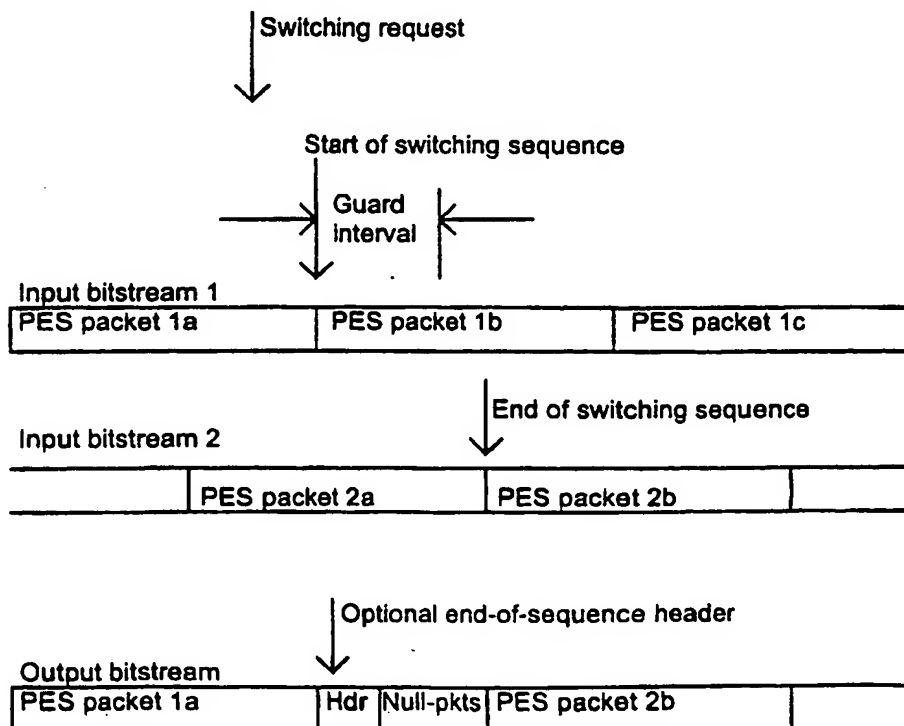 Switching request
Start of switching sequence
Guard
interval
Input bitstream 1
PES packet 1a
PES packet 1b
PES packet 1c
End of switching sequence
Input bitstream 2
PES packet 2a
PES packet 2b
Optional end-of-sequence header
Output bitstream
PES packet 1a
Hdr
Null-pkts
PES packet 2b